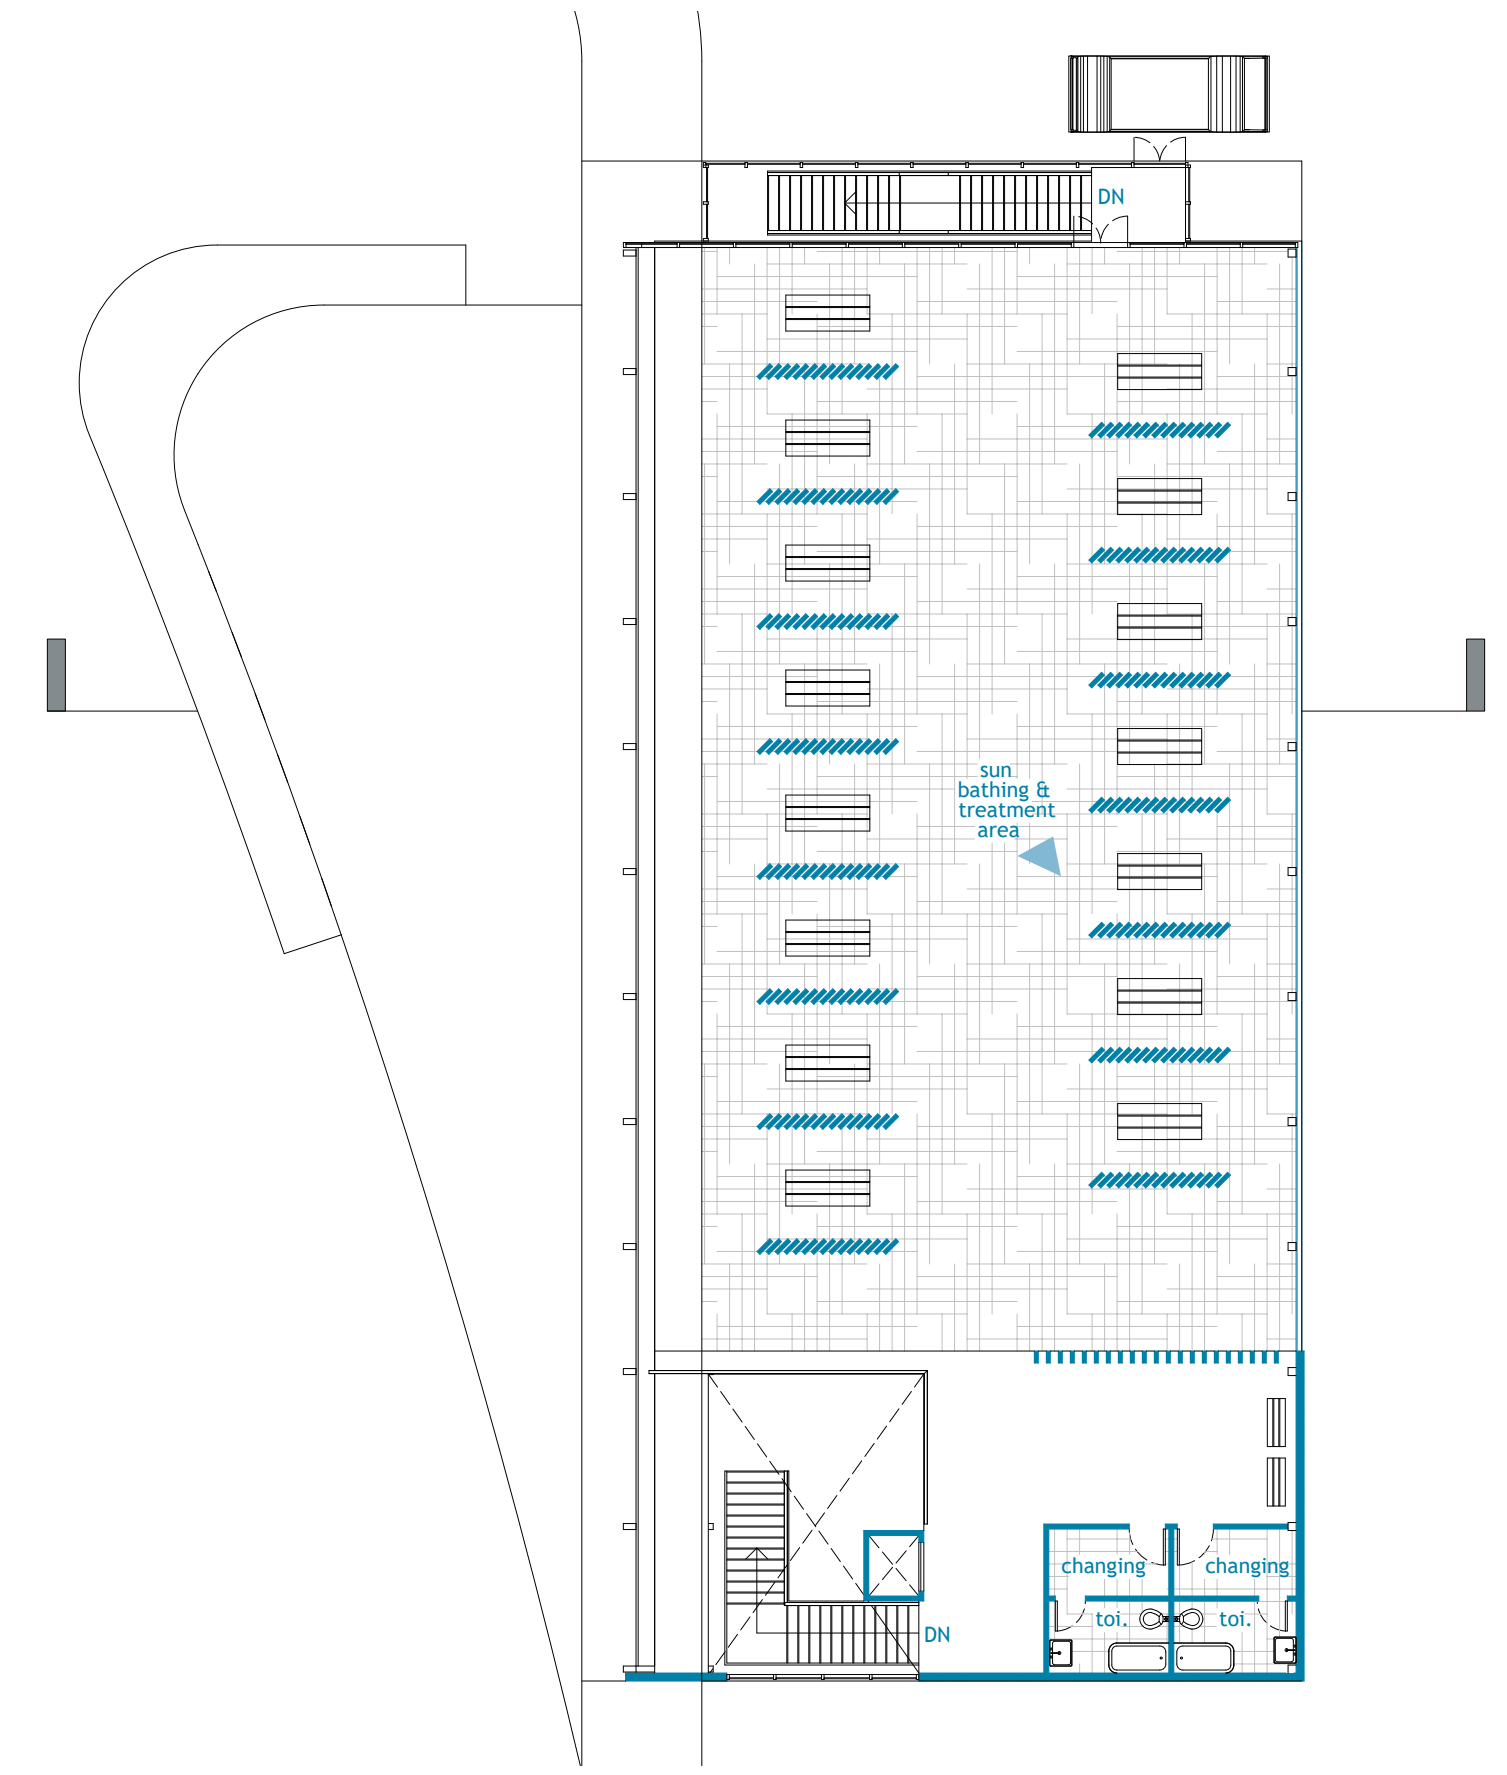 DN
sun
bathing &
treatment
area
changing
changing
toi.
toi.
DN